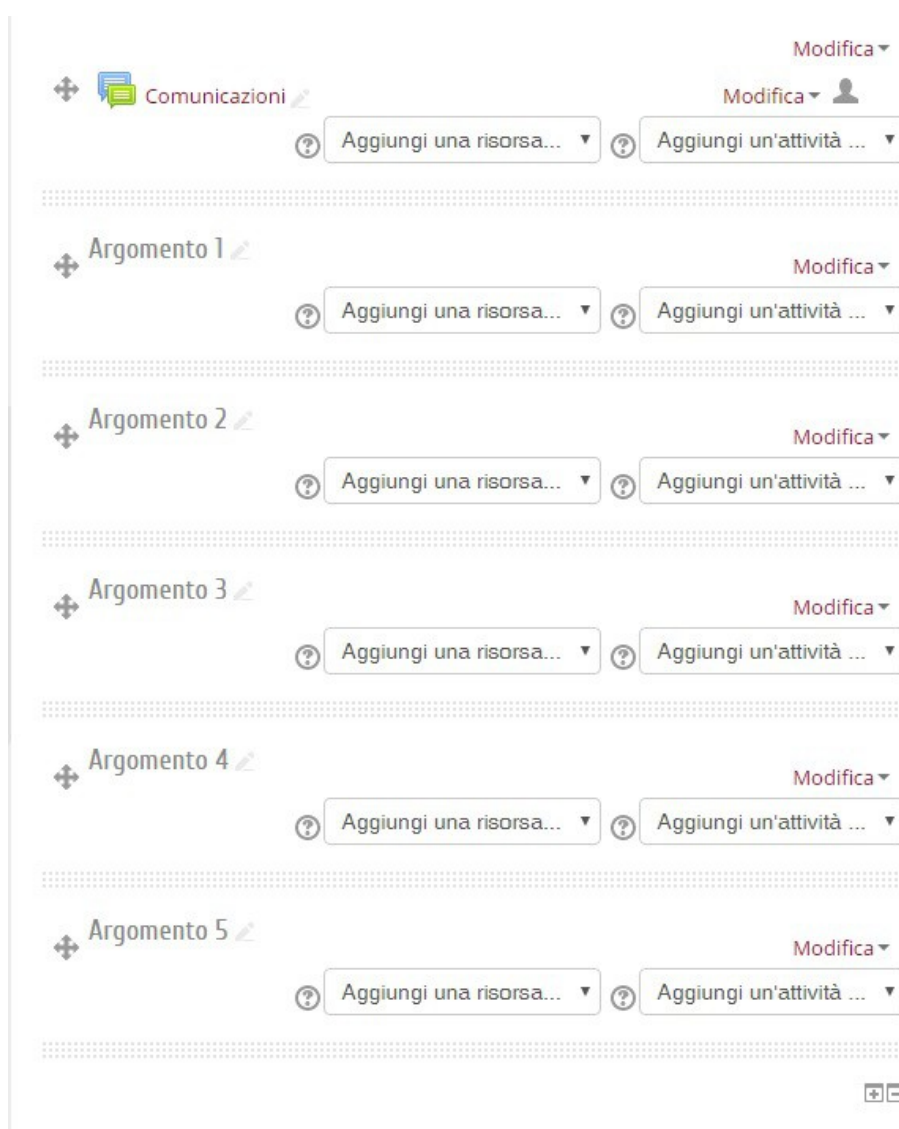 Modifica
Comunicazioni Modifica
Aggiungi una risorsa... Aggiungi un'attività ...
Argomento 1
Modifica
Aggiungi una risorsa... Aggiungi un'attività ...
Argomento 2
Modifica
Aggiungi una risorsa... Aggiungi un'attività ...
Argomento 3
Modifica
Aggiungi una risorsa... Aggiungi un'attività ...
Argomento 4
Modifica
Aggiungi una risorsa... Aggiungi un'attività ...
Argomento 5
Modifica
Aggiungi una risorsa... Aggiungi un'attività ...